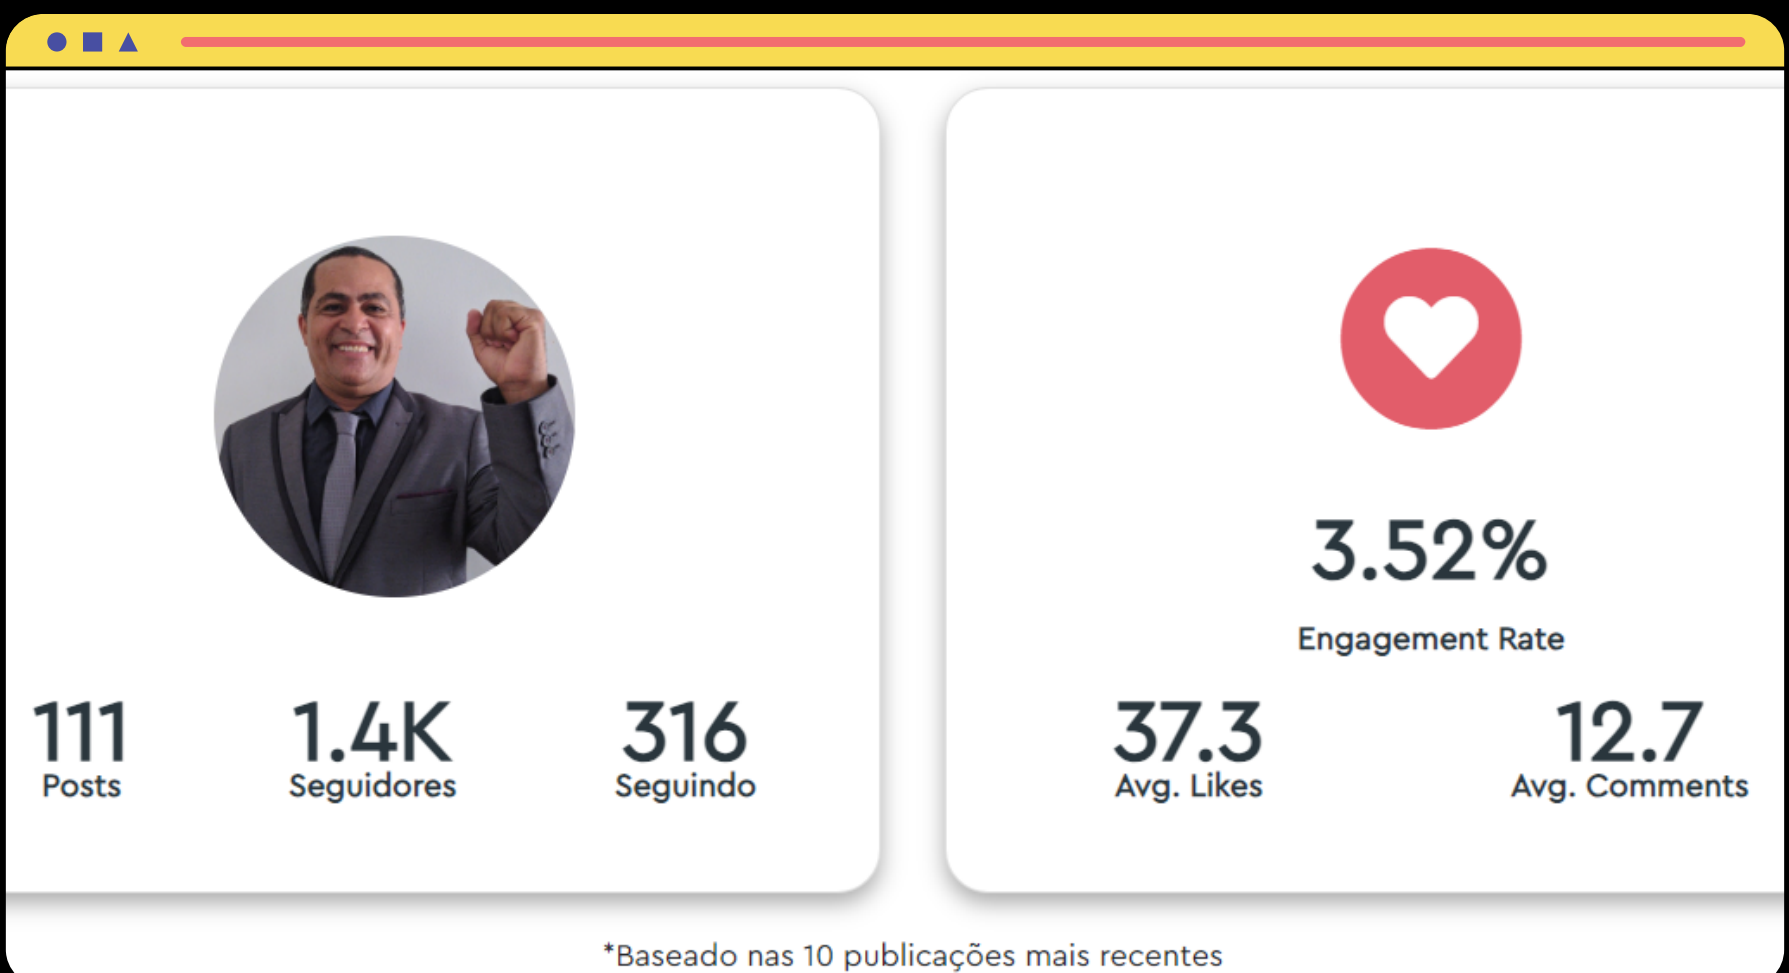 111
Posts
1.4K
Seguidores
316
Seguindo
3.52%
Engagement Rate
37.3
Avg. Likes
12.7
Avg. Comments
*Baseado nas 10 publicações mais recentes